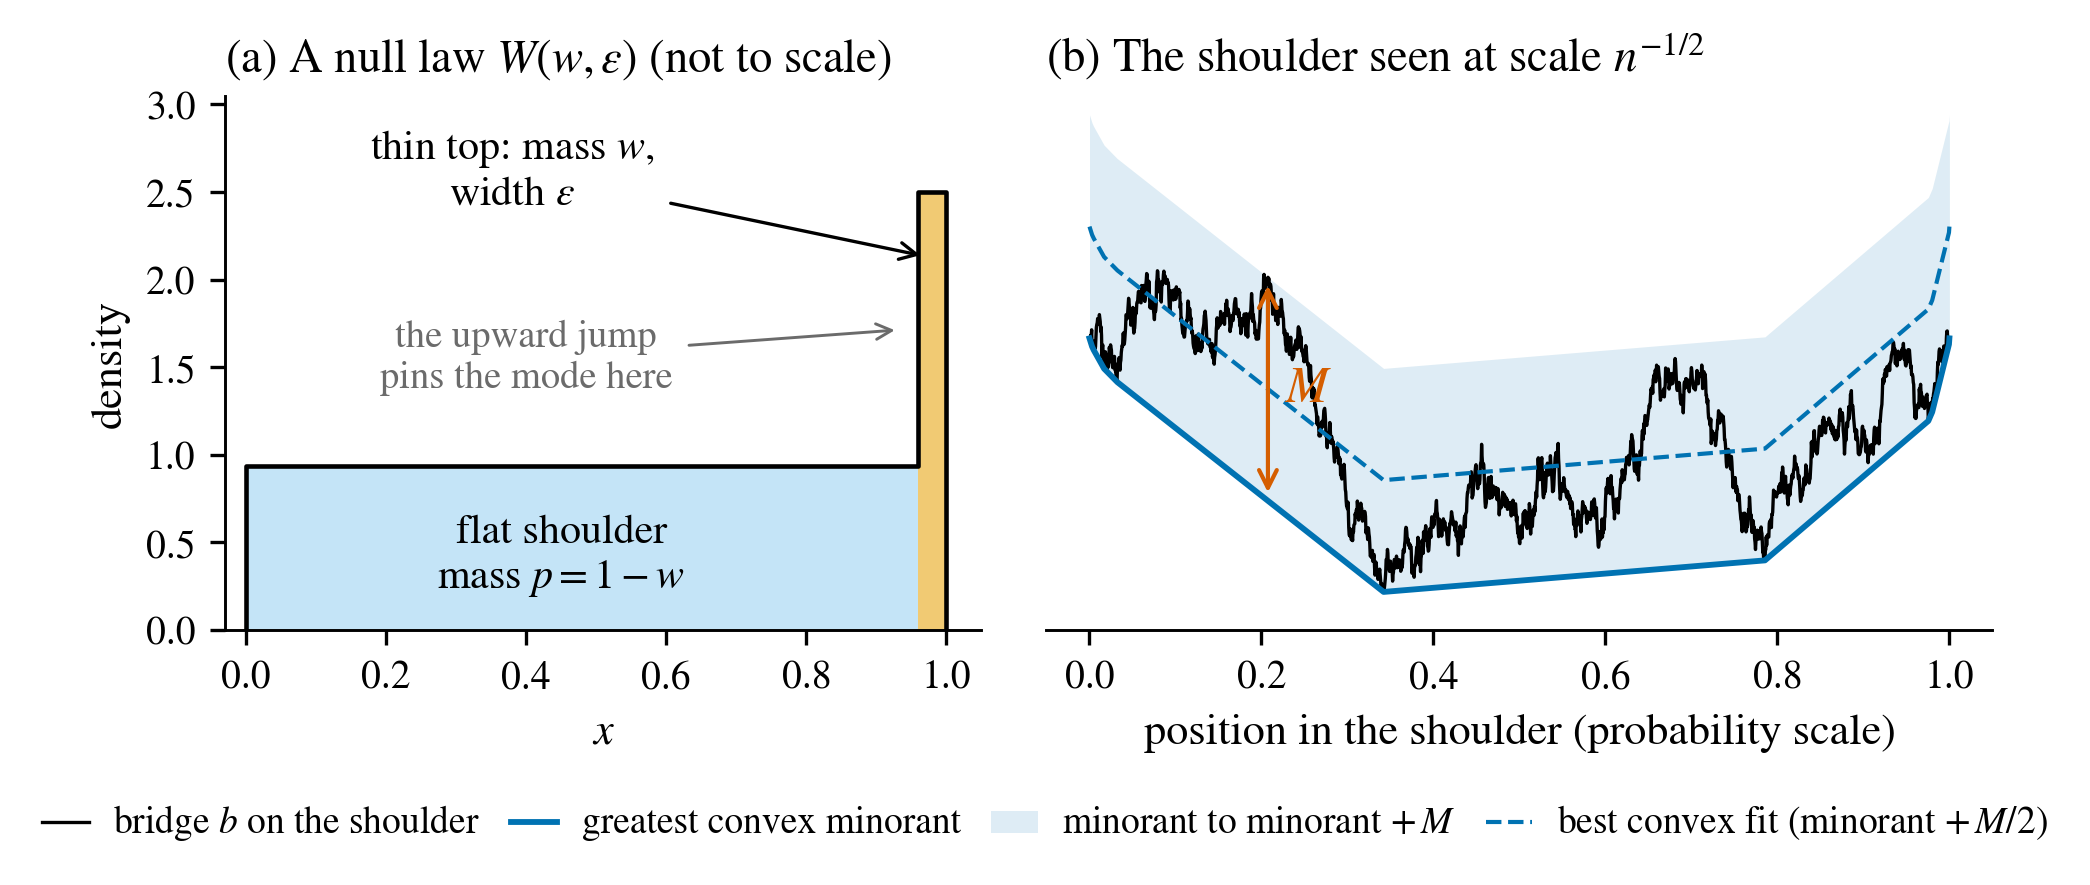 (a) A null law W(w, ε) (not to scale)
3.0
2.5
2.0
1.5
1.0
0.5
0.0
density
thin top: mass w,
width ε
the upward jump
pins the mode here
flat shoulder
mass p = 1 − w
0.0 0.2 0.4 0.6 0.8 1.0
x
(b) The shoulder seen at scale n^{−1/2}
M
0.0 0.2 0.4 0.6 0.8 1.0
position in the shoulder (probability scale)
bridge b on the shoulder
greatest convex minorant
minorant to minorant +M
best convex fit (minorant +M/2)